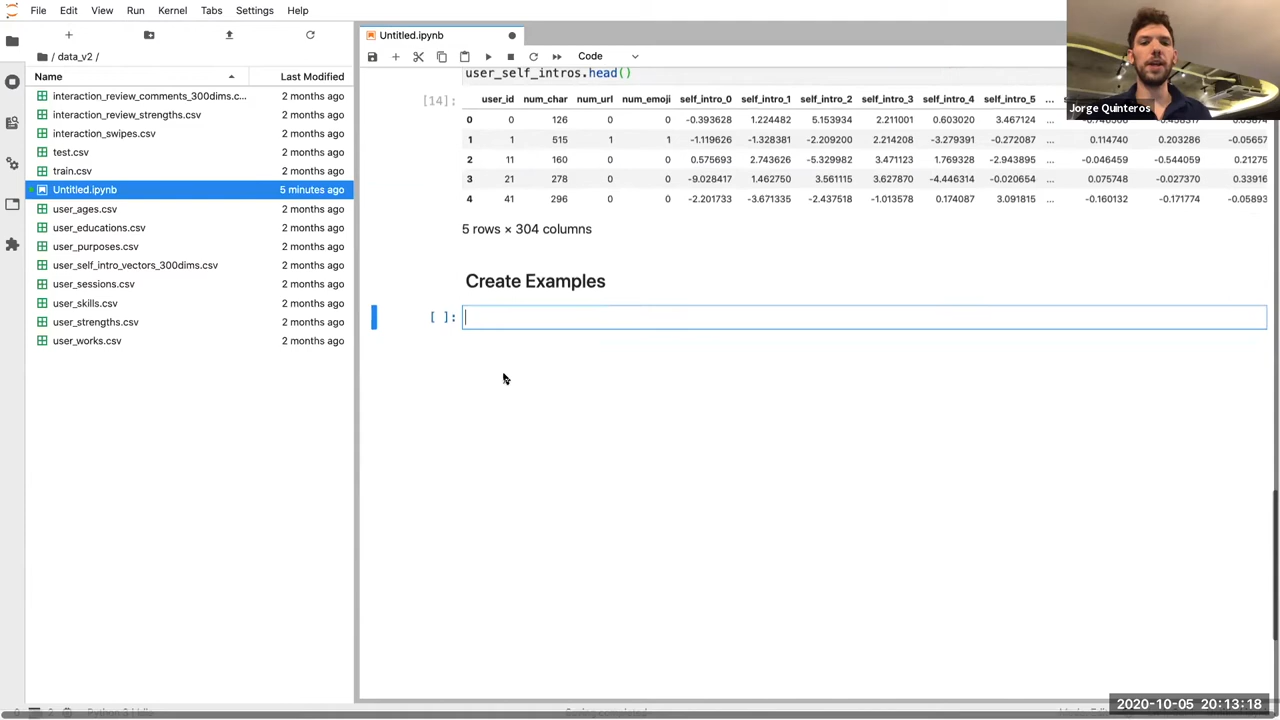 File Edit View Run Kernel Tabs Settings Help
Untitled.ipynb
/ data_v2 /
Code
Name Last Modified
user_self_intros.head()
interaction_review_comments_300dims.c... 2 months ago
interaction_review_strengths.csv 2 months ago
interaction_swipes.csv 2 months ago
test.csv 2 months ago
train.csv 2 months ago
Untitled.ipynb 5 minutes ago
user_ages.csv 2 months ago
user_educations.csv 2 months ago
user_purposes.csv 2 months ago
user_self_intro_vectors_300dims.csv 2 months ago
user_sessions.csv 2 months ago
user_skills.csv 2 months ago
user_strengths.csv 2 months ago
user_works.csv 2 months ago
[14]: user_id num_char num_url num_emoji self_intro_0 self_intro_1 self_intro_2 self_intro_3 self_intro_4 self_intro_5 ...
0 0 126 0 0 -0.393628 1.224482 5.153934 2.211001 0.603020 3.467124 ...
1 1 515 1 1 -1.119626 -1.328381 -2.209200 2.214208 -3.279391 -0.272087 ... 0.114740 0.203286 -0.05657
2 11 160 0 0 0.575693 2.743626 -5.329982 3.471123 1.769328 -2.943895 ... -0.046459 -0.544059 0.21275
3 21 278 0 0 -9.028417 1.462750 3.561115 3.627870 -4.446314 -0.020654 ... 0.075748 -0.027370 0.33916
4 41 296 0 0 -2.201733 -3.671335 -2.437518 -1.013578 0.174087 3.091815 ... -0.160132 -0.171774 -0.05893
5 rows × 304 columns
Create Examples
[ ]:
Jorge Quinteros
2020-10-05 20:13:18